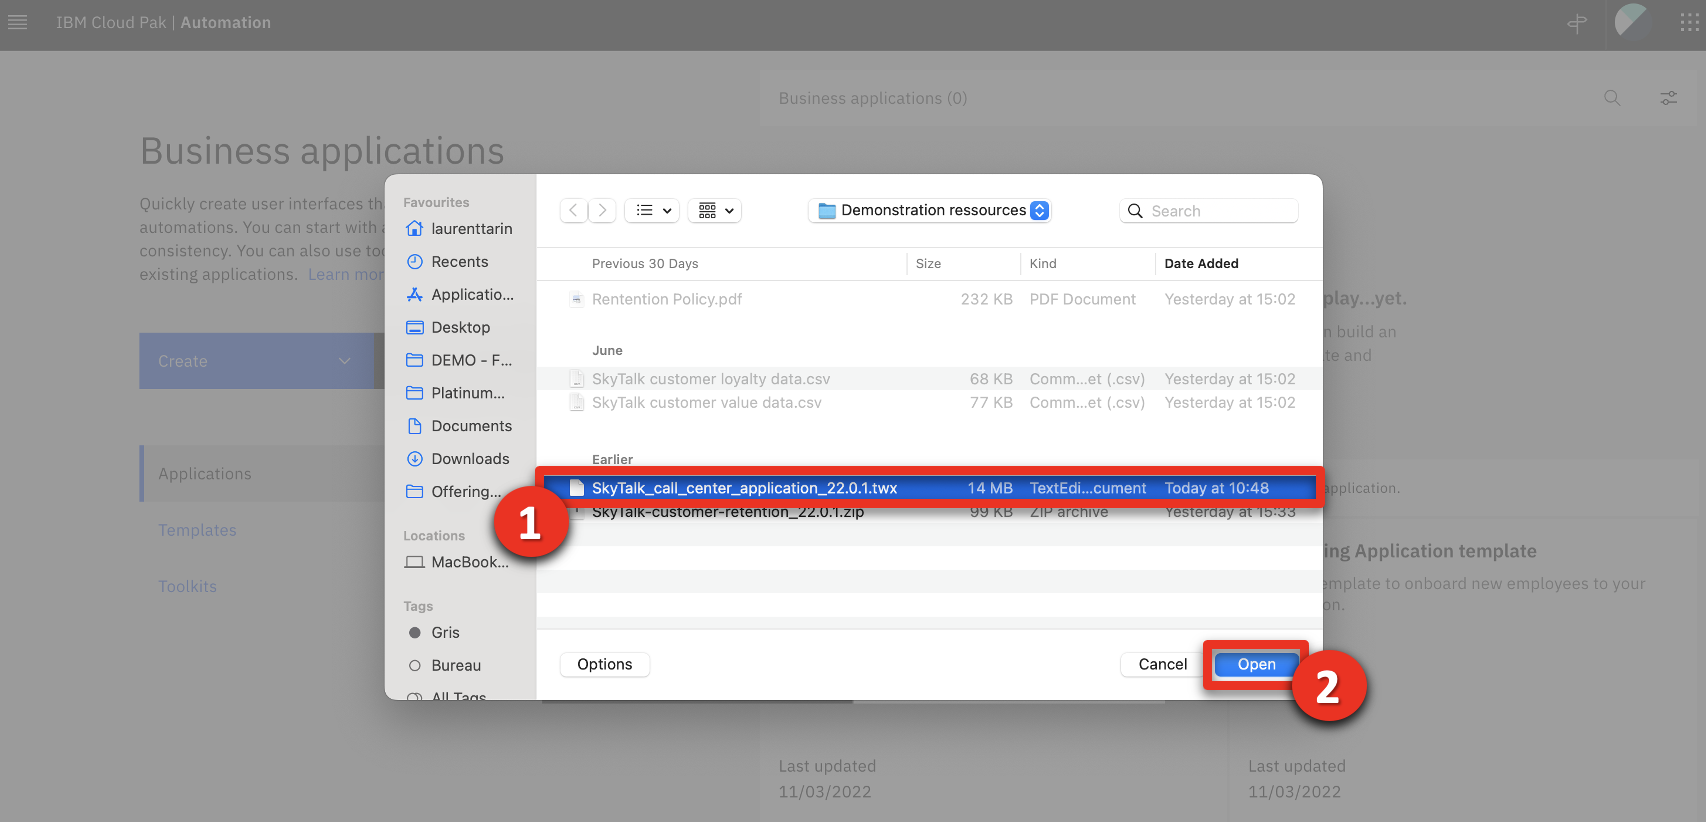 IBM Cloud Pak | Automation
Business applications (0)
Business applications
Quickly create user interfaces
automations. You can start with
consistency. You can also use
existing applications. Learn
Create
Applications
Templates
Toolkits
Favourites
laurenttarin
Recents
Applicatio...
Desktop
DEMO - F...
Platinum...
Documents
Downloads
Offering...
Locations
MacBook...
Tags
Gris
Bureau
All Tags
Demonstration ressources
Search
Previous 30 Days Size Kind Date Added
Rentention Policy.pdf 232 KB PDF Document Yesterday at 15:02
June
SkyTalk customer loyalty data.csv 68 KB Comm...et (.csv) Yesterday at 15:02
SkyTalk customer value data.csv 77 KB Comm...et (.csv) Yesterday at 15:02
Earlier
SkyTalk_call_center_application_22.0.1.twx 14 MB TextEdi...cument Today at 10:48
SkyTalk-customer-retention_22.0.1.zip 99 KB ZIP archive Yesterday at 15:33
1
Options
Cancel
Open
2
play...yet.
build an
and
application.
Application template
template to onboard new employees to your
Last updated
11/03/2022
Last updated
11/03/2022